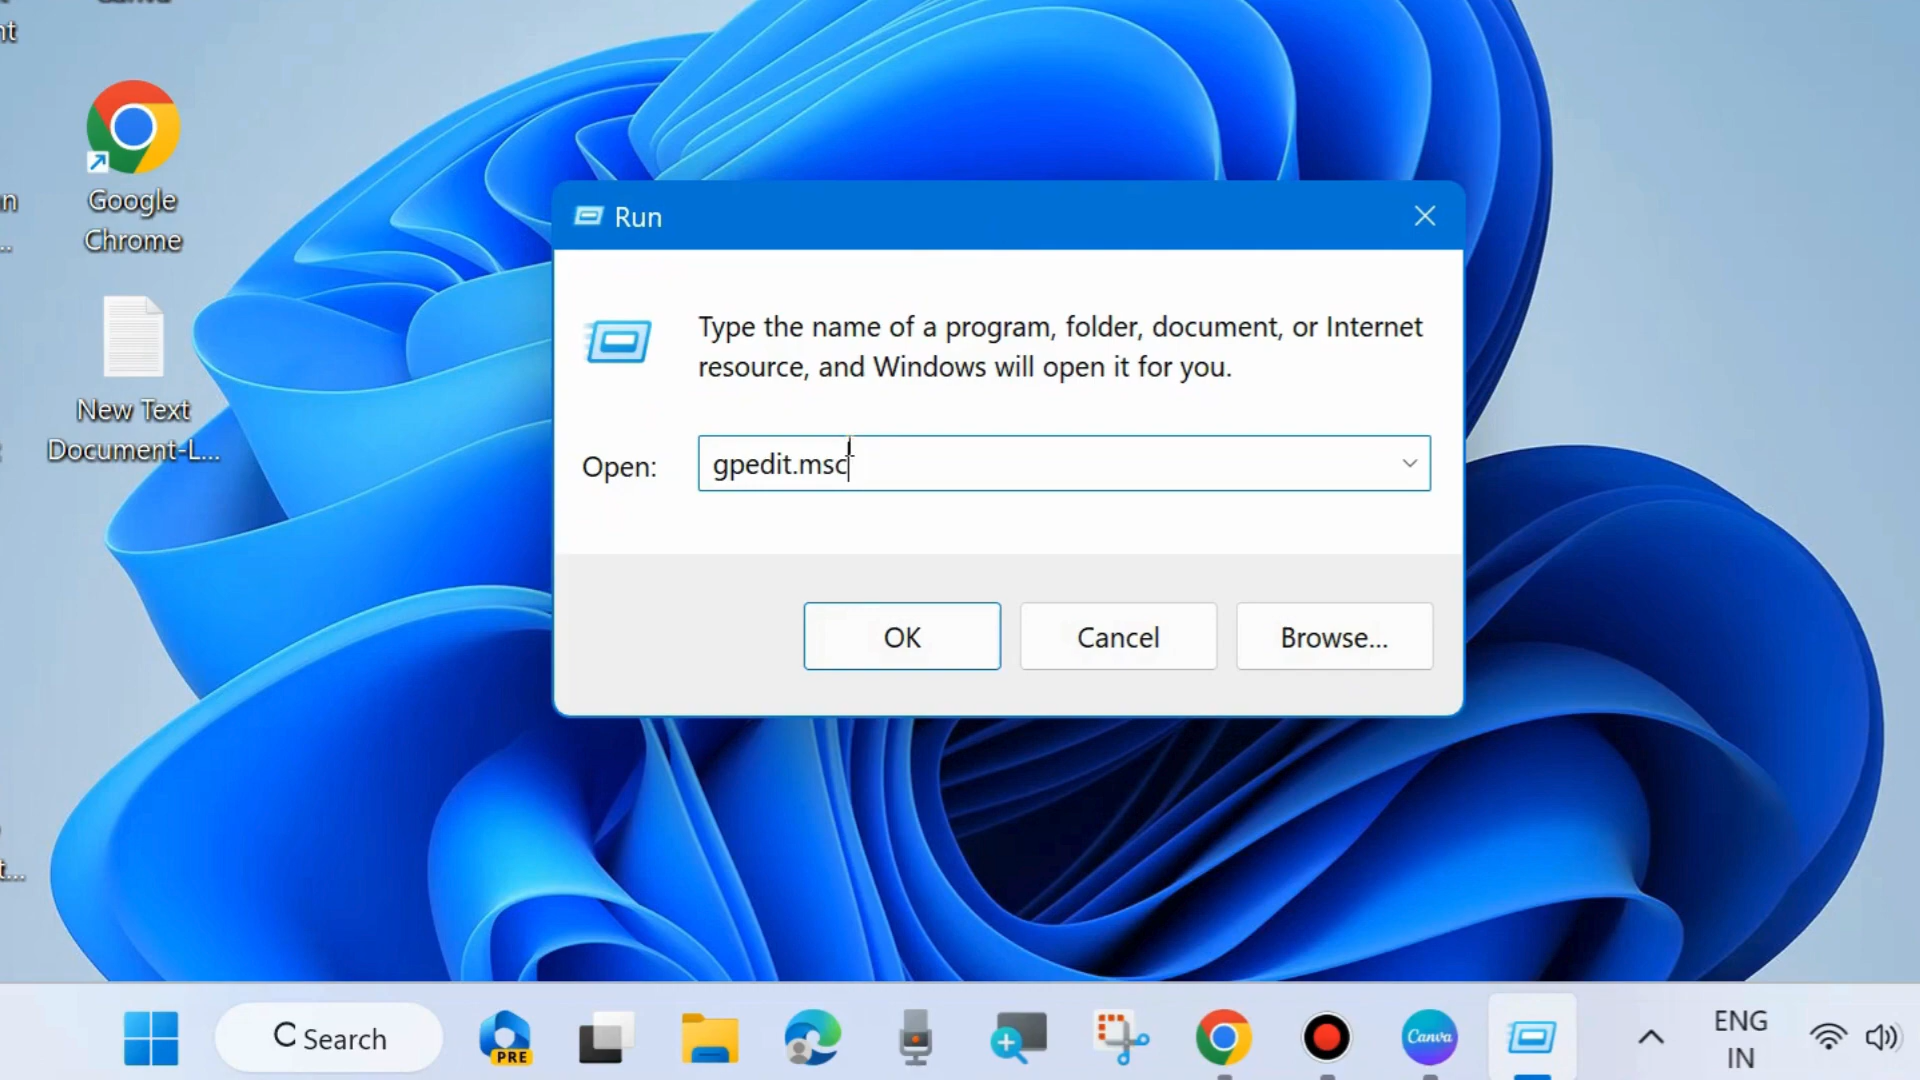 nt
n
...
Google
Chrome
New Text
Document-L...
t...
Run
Type the name of a program, folder, document, or Internet
resource, and Windows will open it for you.
Open:
gpedit.msc
OK
Cancel
Browse...
Search
PRE
Canva
ENG
IN